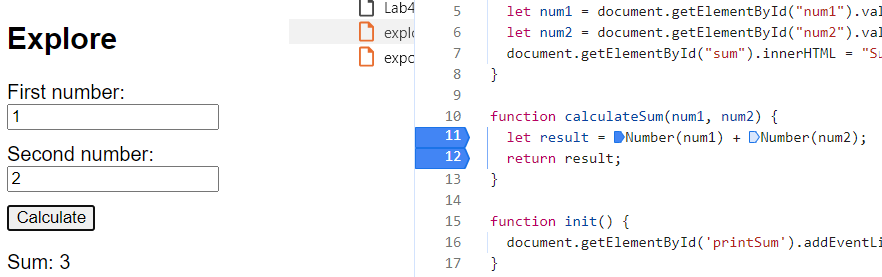 Explore
First number:
1
Second number:
2
Calculate
Sum: 3
Lab4
explo
expo
5 let num1 = document.getElementById("num1").val
6 let num2 = document.getElementById("num2").val
7 document.getElementById("sum").innerHTML = "Su
8 }
9
10 function calculateSum(num1, num2) {
11 let result = Number(num1) + Number(num2);
12 return result;
13 }
14
15 function init() {
16 document.getElementById('printSum').addEventLi
17 }